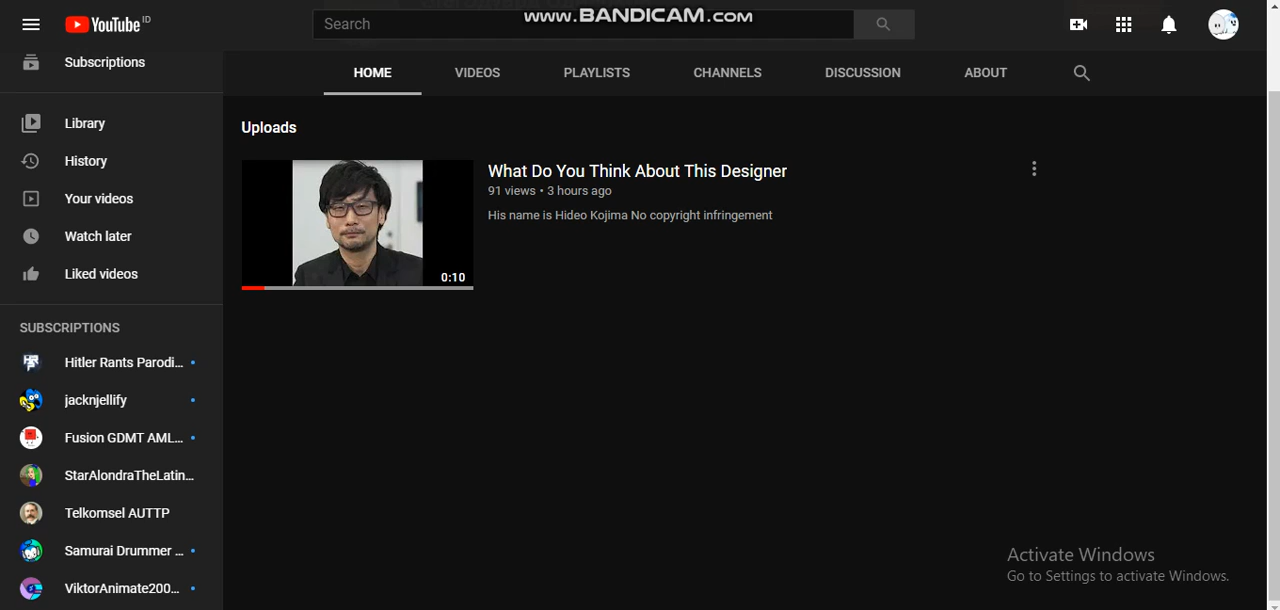 WWW.BANDICAM.COM
YouTube ID
Search
Subscriptions
HOME
VIDEOS
PLAYLISTS
CHANNELS
DISCUSSION
ABOUT
Library
History
Your videos
Watch later
Liked videos
SUBSCRIPTIONS
Hitler Rants Parodi...
jacknjellify
Fusion GDMT AML...
StarAlondraTheLatin...
Telkomsel AUTTP
Samurai Drummer ...
ViktorAnimate200...
Uploads
0:10
What Do You Think About This Designer
91 views • 3 hours ago
His name is Hideo Kojima No copyright infringement
Activate Windows
Go to Settings to activate Windows.